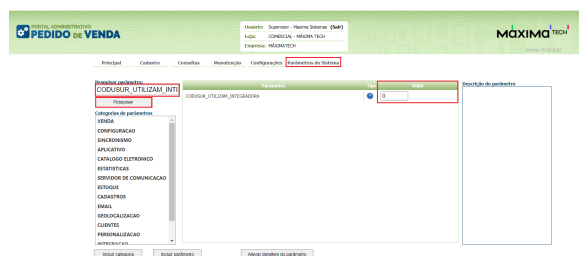 PORTAL ADMINISTRATIVO
PEDIDO DE VENDA
Usuário: Supervisor - Máxima Sistemas (Sair)
Loja: COMERCIAL - MÁXIMA TECH
Empresa: MÁXIMATECH
MÁXIMA TECH
Principal Cadastro Consultas Manutenção Configurações Parâmetros do Sistema
Pesquisar parâmetro:
CODUSUR_UTILIZAM_INTI
Pesquisar
Categorias de parâmetros
VENDA
CONFIGURACAO
SINCRONISMO
APLICATIVO
CATALOGO ELETRONICO
ESTATISTICAS
SERVIDOR DE COMUNICACAO
ESTOQUE
CADASTROS
EMAIL
GEOLOCALIZACAO
CLIENTES
PERSONALIZACAO
INTEGRACAO
Parâmetro Tipo Valor
CODUSUR_UTILIZAM_INTEGRADORA 0
Descrição do parâmetro
Incluir categoria Incluir parâmetro Alterar detalhes do parâmetro